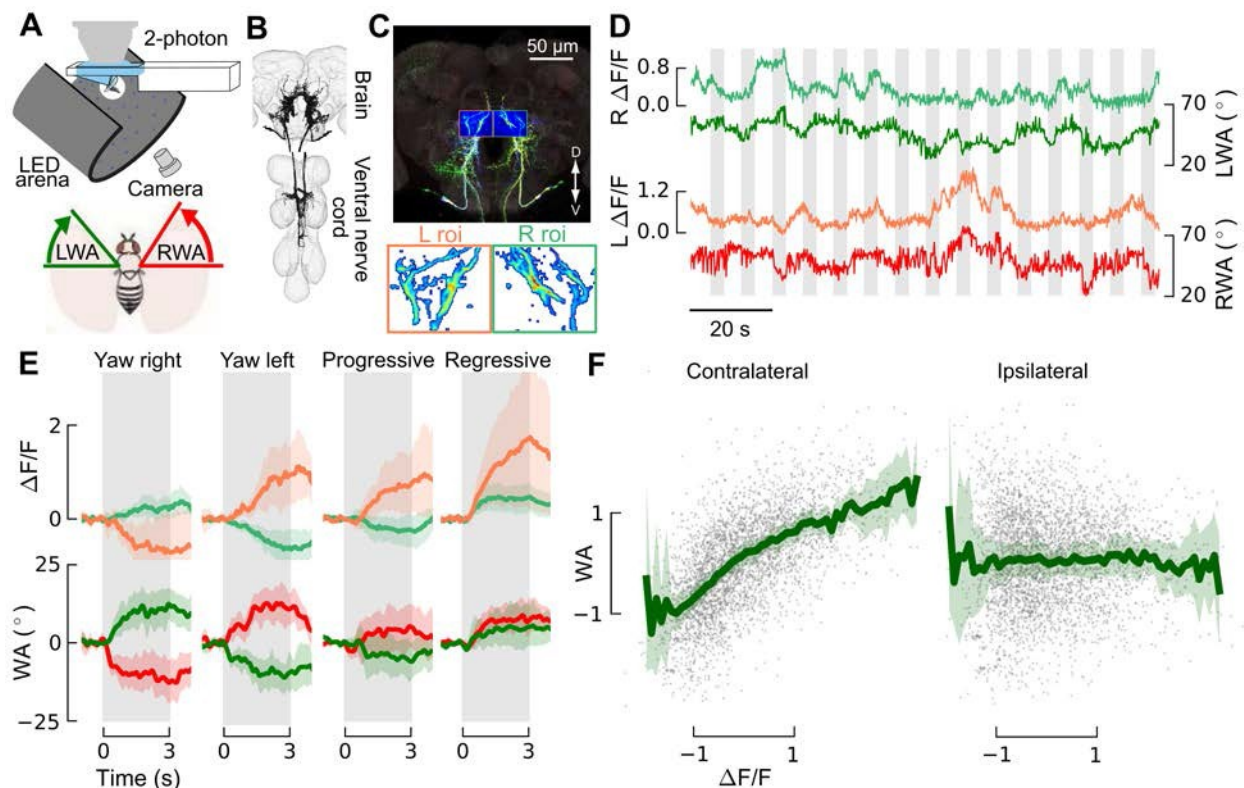 A
2-photon
LED
arena
Camera
LWA
RWA
B
Brain
Ventral nerve
cord
C
50 µm
D
V
L roi
R roi
D
R ΔF/F
0.8
0.0
70
20
LWA (°)
L ΔF/F
1.2
0.0
70
20
RWA (°)
20 s
E
Yaw right
Yaw left
Progressive
Regressive
ΔF/F
2
0
WA (°)
25
0
−25
0 3
0 3
0 3
0 3
Time (s)
F
Contralateral
Ipsilateral
WA
1
−1
−1 1
−1 1
ΔF/F